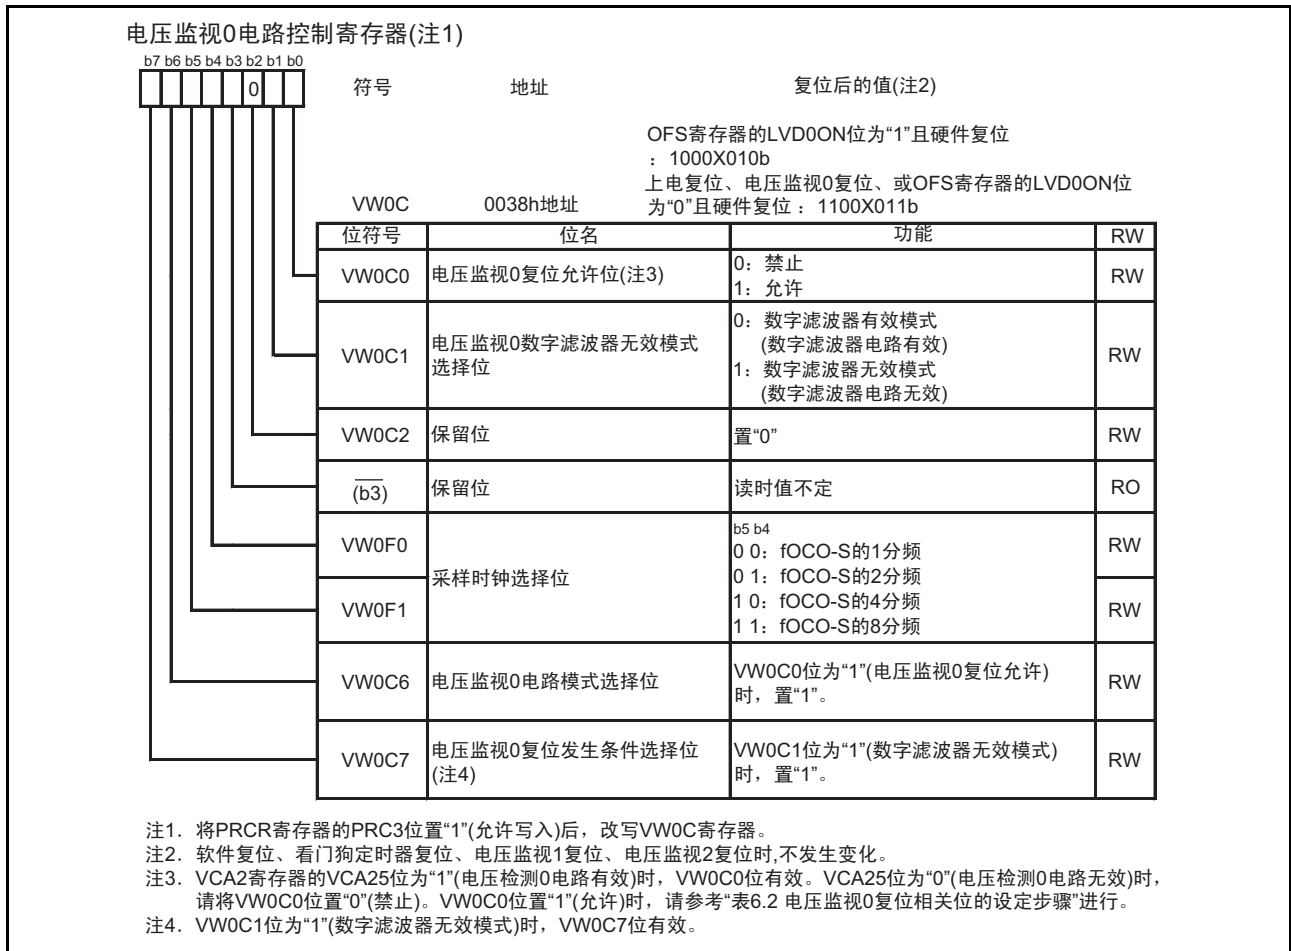 电压监视0电路控制寄存器(注1)
b7 b6 b5 b4 b3 b2 b1 b0
0
符号 地址 复位后的值(注2)
OFS寄存器的LVD0ON位为“1”且硬件复位
：1000X010b
上电复位、电压监视0复位、或OFS寄存器的LVD0ON位
VW0C 0038h地址 为“0”且硬件复位：1100X011b
位符号 位名 功能 RW
VW0C0 电压监视0复位允许位(注3) 0：禁止
1：允许 RW
VW0C1 电压监视0数字滤波器无效模式
选择位
0：数字滤波器有效模式
(数字滤波器电路有效)
1：数字滤波器无效模式
(数字滤波器电路无效)
RW
VW0C2 保留位 置“0” RW
(b3) 保留位 读时值不定 RO
VW0F0
VW0F1
采样时钟选择位
b5 b4
0 0：fOCO-S的1分频
0 1：fOCO-S的2分频
1 0：fOCO-S的4分频
1 1：fOCO-S的8分频
RW
RW
VW0C6 电压监视0电路模式选择位
VW0C0位为“1”(电压监视0复位允许)
时，置“1”。
RW
VW0C7
电压监视0复位发生条件选择位
(注4)
VW0C1位为“1”(数字滤波器无效模式)
时，置“1”。
RW
注1．将PRCR寄存器的PRC3位置“1”(允许写入)后，改写VW0C寄存器。
注2．软件复位、看门狗定时器复位、电压监视1复位、电压监视2复位时,不发生变化。
注3．VCA2寄存器的VCA25位为“1”(电压检测0电路有效)时，VW0C0位有效。VCA25位为“0”(电压检测0电路无效)时，
请将VW0C0位置“0”(禁止)。VW0C0位置“1”(允许)时，请参考“表6.2 电压监视0复位相关位的设定步骤”进行。
注4．VW0C1位为“1”(数字滤波器无效模式)时，VW0C7位有效。